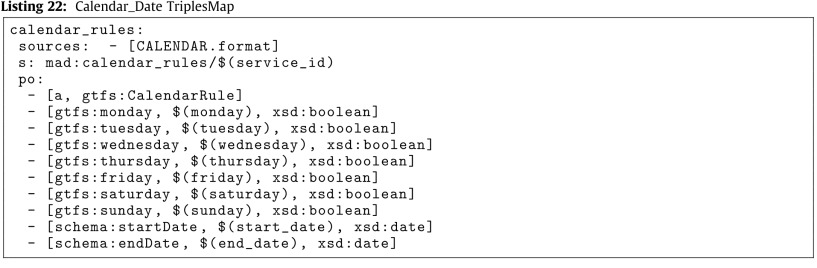 Listing 22: Calendar_Date TriplesMap
calendar_rules:
 sources:  - [CALENDAR.format]
 s: mad:calendar_rules/$(service_id)
 po:
  - [a, gtfs:CalendarRule]
  - [gtfs:monday, $(monday), xsd:boolean]
  - [gtfs:tuesday, $(tuesday), xsd:boolean]
  - [gtfs:wednesday, $(wednesday), xsd:boolean]
  - [gtfs:thursday, $(thursday), xsd:boolean]
  - [gtfs:friday, $(friday), xsd:boolean]
  - [gtfs:saturday, $(saturday), xsd:boolean]
  - [gtfs:sunday, $(sunday), xsd:boolean]
  - [schema:startDate, $(start_date), xsd:date]
  - [schema:endDate, $(end_date), xsd:date]